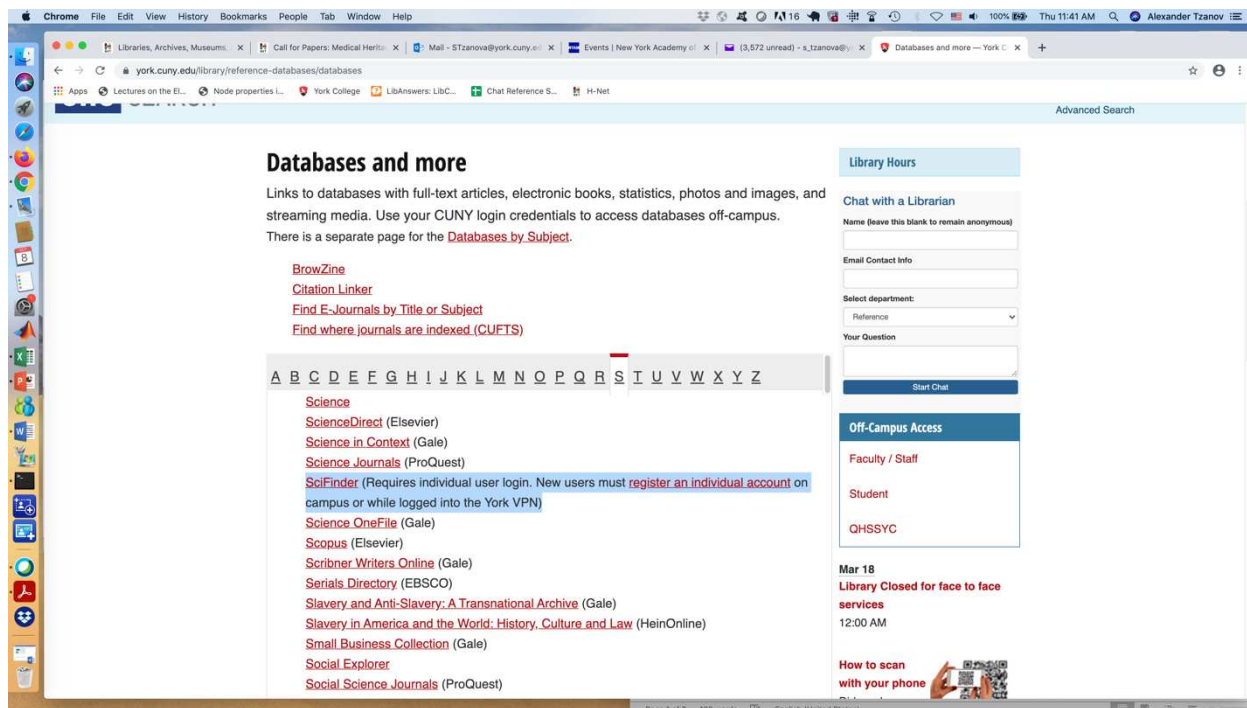 Chrome File Edit View History Bookmarks People Tab Window Help 16 100% Thu 11:41 AM Alexander Tzanov
Libraries, Archives, Museums, × Call for Papers: Medical Herita × Mail - STzanova@york.cuny.ed × Events | New York Academy of × (3,572 unread) - s_tzanova@y × Databases and more — York C × +
york.cuny.edu/library/reference-databases/databases
Apps Lectures on the El... Node properties i... York College LibAnswers: LibC... Chat Reference S... H-Net
Advanced Search
Databases and more
Links to databases with full-text articles, electronic books, statistics, photos and images, and
streaming media. Use your CUNY login credentials to access databases off-campus.
There is a separate page for the Databases by Subject.
BrowZine
Citation Linker
Find E-Journals by Title or Subject
Find where journals are indexed (CUFTS)
A B C D E F G H I J K L M N O P Q R S T U V W X Y Z
Science
ScienceDirect (Elsevier)
Science in Context (Gale)
Science Journals (ProQuest)
SciFinder (Requires individual user login. New users must register an individual account on
campus or while logged into the York VPN)
Science OneFile (Gale)
Scopus (Elsevier)
Scribner Writers Online (Gale)
Serials Directory (EBSCO)
Slavery and Anti-Slavery: A Transnational Archive (Gale)
Slavery in America and the World: History, Culture and Law (HeinOnline)
Small Business Collection (Gale)
Social Explorer
Social Science Journals (ProQuest)
Library Hours
Chat with a Librarian
Name (leave this blank to remain anonymous)
Email Contact Info
Select department:
Reference
Your Question
Start Chat
Off-Campus Access
Faculty / Staff
Student
QHSSYC
Mar 18
Library Closed for face to face
services
12:00 AM
How to scan
with your phone